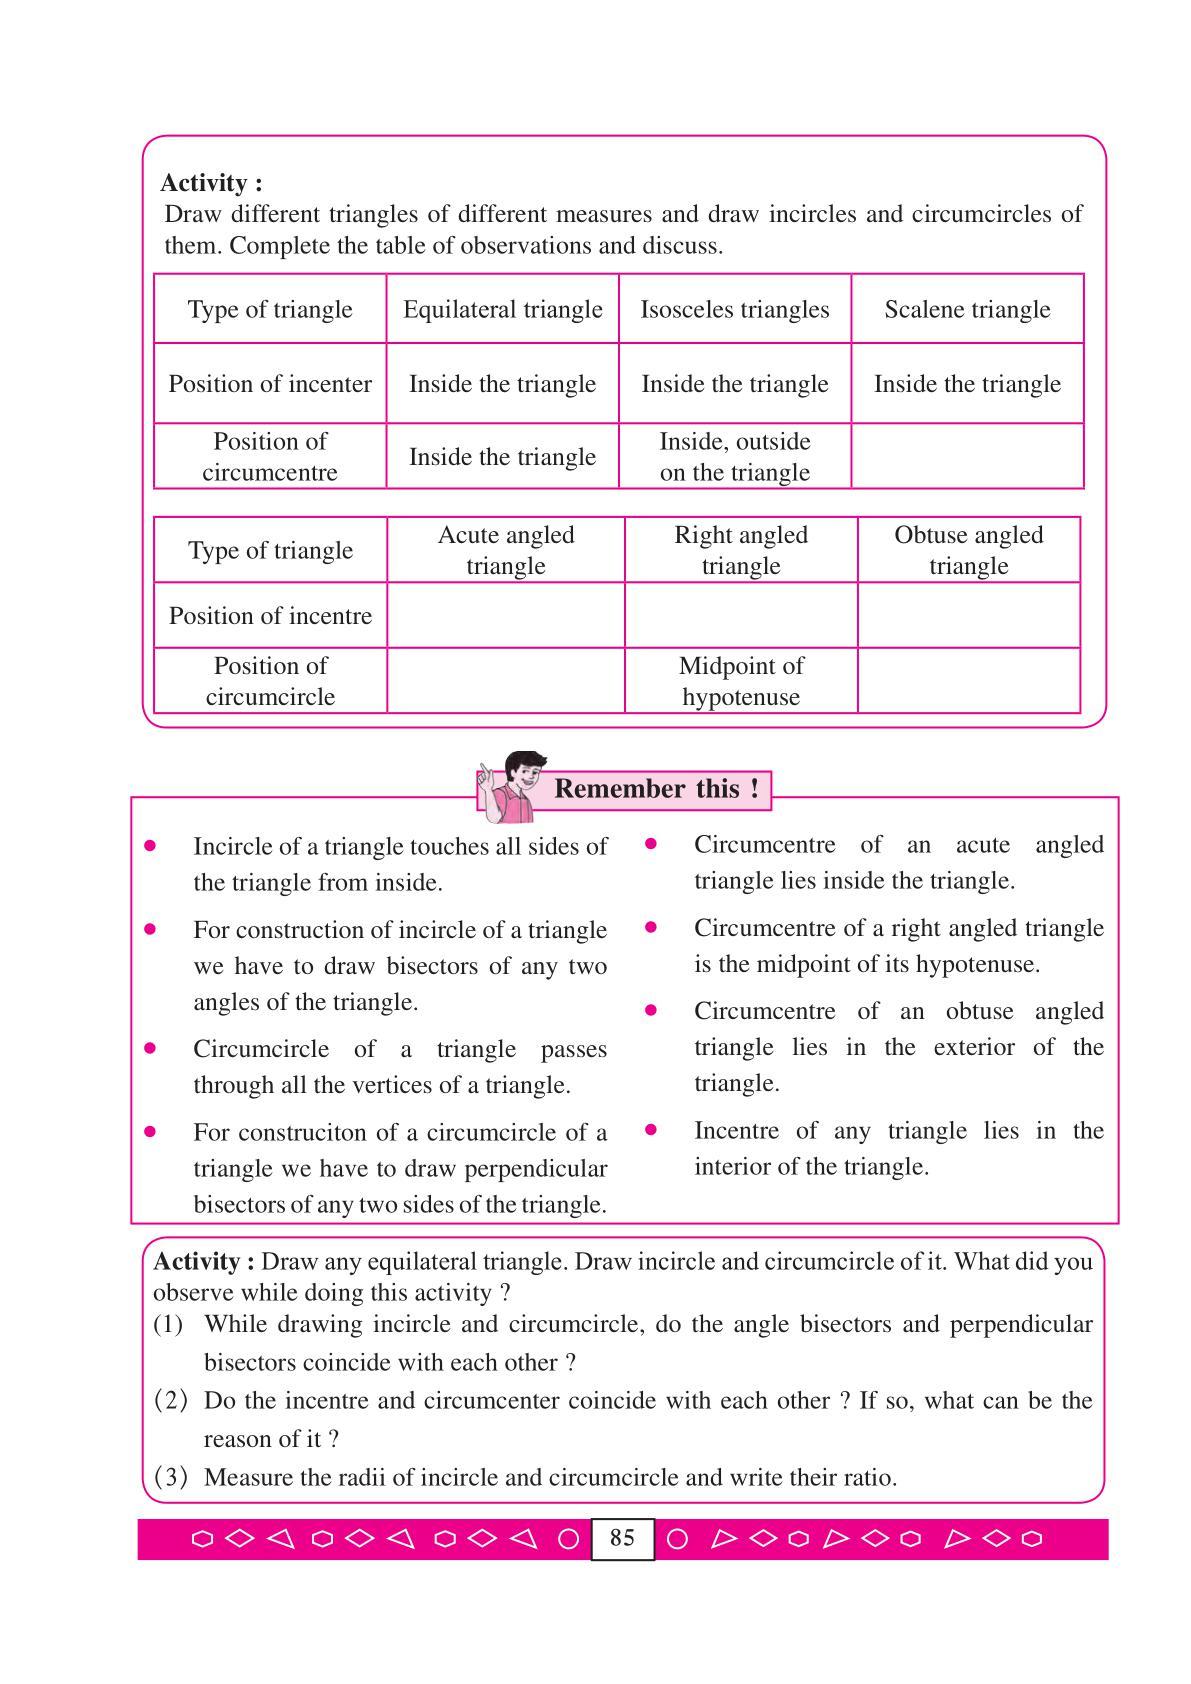 Activity :
Draw different triangles of different measures and draw incircles and circumcircles of
them. Complete the table of observations and discuss.
Type of triangle Equilateral triangle Isosceles triangles Scalene triangle
Position of incenter Inside the triangle Inside the triangle Inside the triangle
Position of
circumcentre
Inside the triangle
Inside, outside
on the triangle
Type of triangle
Acute angled
triangle
Right angled
triangle
Obtuse angled
triangle
Position of incentre
Position of
circumcircle
Midpoint of
hypotenuse
Remember this !
Incircle of a triangle touches all sides of
the triangle from inside.
For construction of incircle of a triangle
we have to draw bisectors of any two
angles of the triangle.
Circumcircle of a triangle passes
through all the vertices of a triangle.
For construciton of a circumcircle of a
triangle we have to draw perpendicular
bisectors of any two sides of the triangle.
Circumcentre of an acute angled
triangle lies inside the triangle.
Circumcentre of a right angled triangle
is the midpoint of its hypotenuse.
Circumcentre of an obtuse angled
triangle lies in the exterior of the
triangle.
Incentre of any triangle lies in the
interior of the triangle.
Activity : Draw any equilateral triangle. Draw incircle and circumcircle of it. What did you
observe while doing this activity ?
(1) While drawing incircle and circumcircle, do the angle bisectors and perpendicular
bisectors coincide with each other ?
(2) Do the incentre and circumcenter coincide with each other ? If so, what can be the
reason of it ?
(3) Measure the radii of incircle and circumcircle and write their ratio.
85